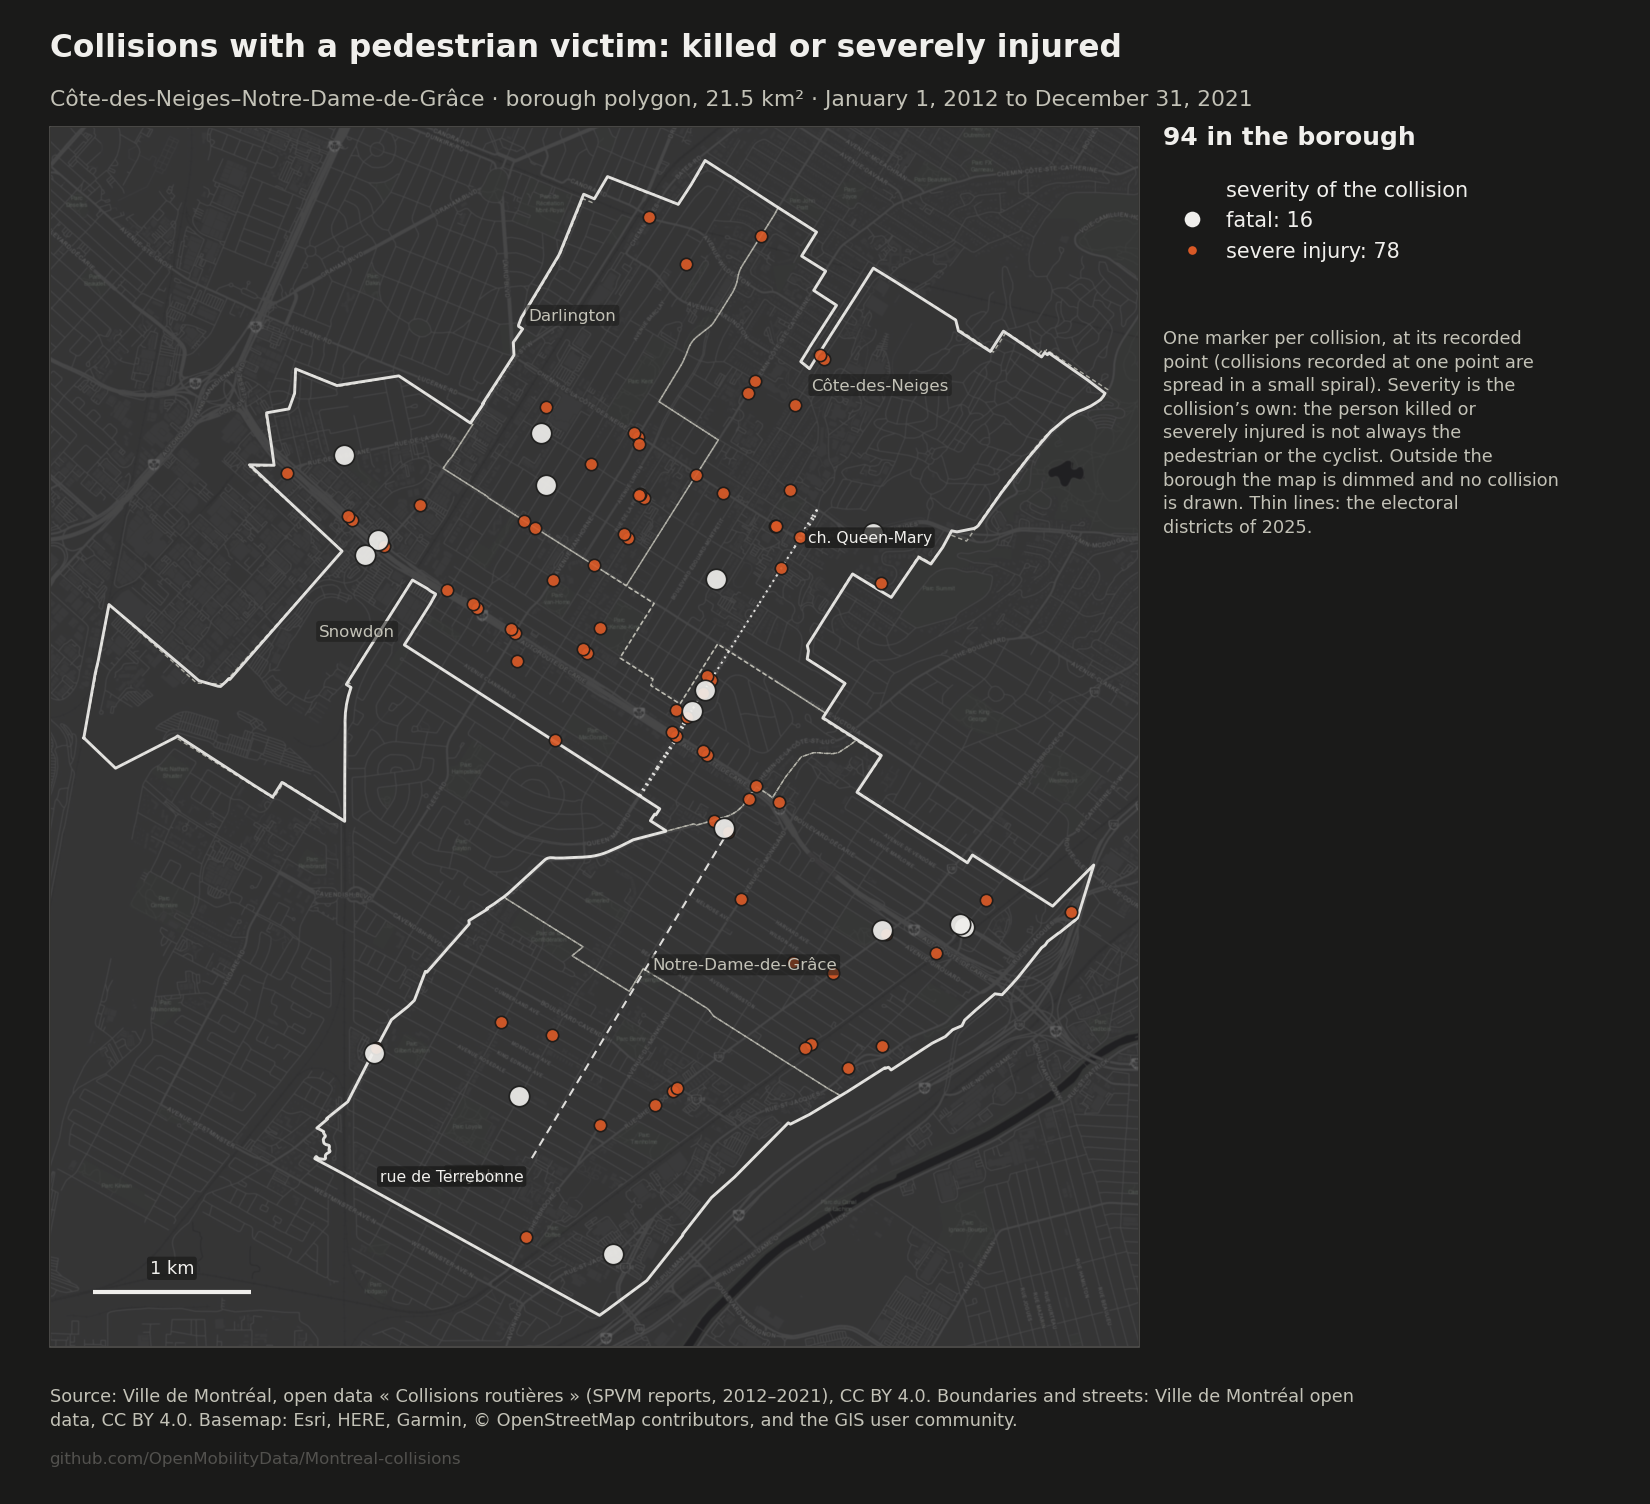 Collisions with a pedestrian victim: killed or severely injured
Côte-des-Neiges–Notre-Dame-de-Grâce · borough polygon, 21.5 km² · January 1, 2012 to December 31, 2021
94 in the borough
severity of the collision
fatal: 16
severe injury: 78
One marker per collision, at its recorded
point (collisions recorded at one point are
spread in a small spiral). Severity is the
collision’s own: the person killed or
severely injured is not always the
pedestrian or the cyclist. Outside the
borough the map is dimmed and no collision
is drawn. Thin lines: the electoral
districts of 2025.
Darlington
Côte-des-Neiges
ch. Queen-Mary
Snowdon
Notre-Dame-de-Grâce
rue de Terrebonne
1 km
Source: Ville de Montréal, open data « Collisions routières » (SPVM reports, 2012–2021), CC BY 4.0. Boundaries and streets: Ville de Montréal open
data, CC BY 4.0. Basemap: Esri, HERE, Garmin, © OpenStreetMap contributors, and the GIS user community.
github.com/OpenMobilityData/Montreal-collisions